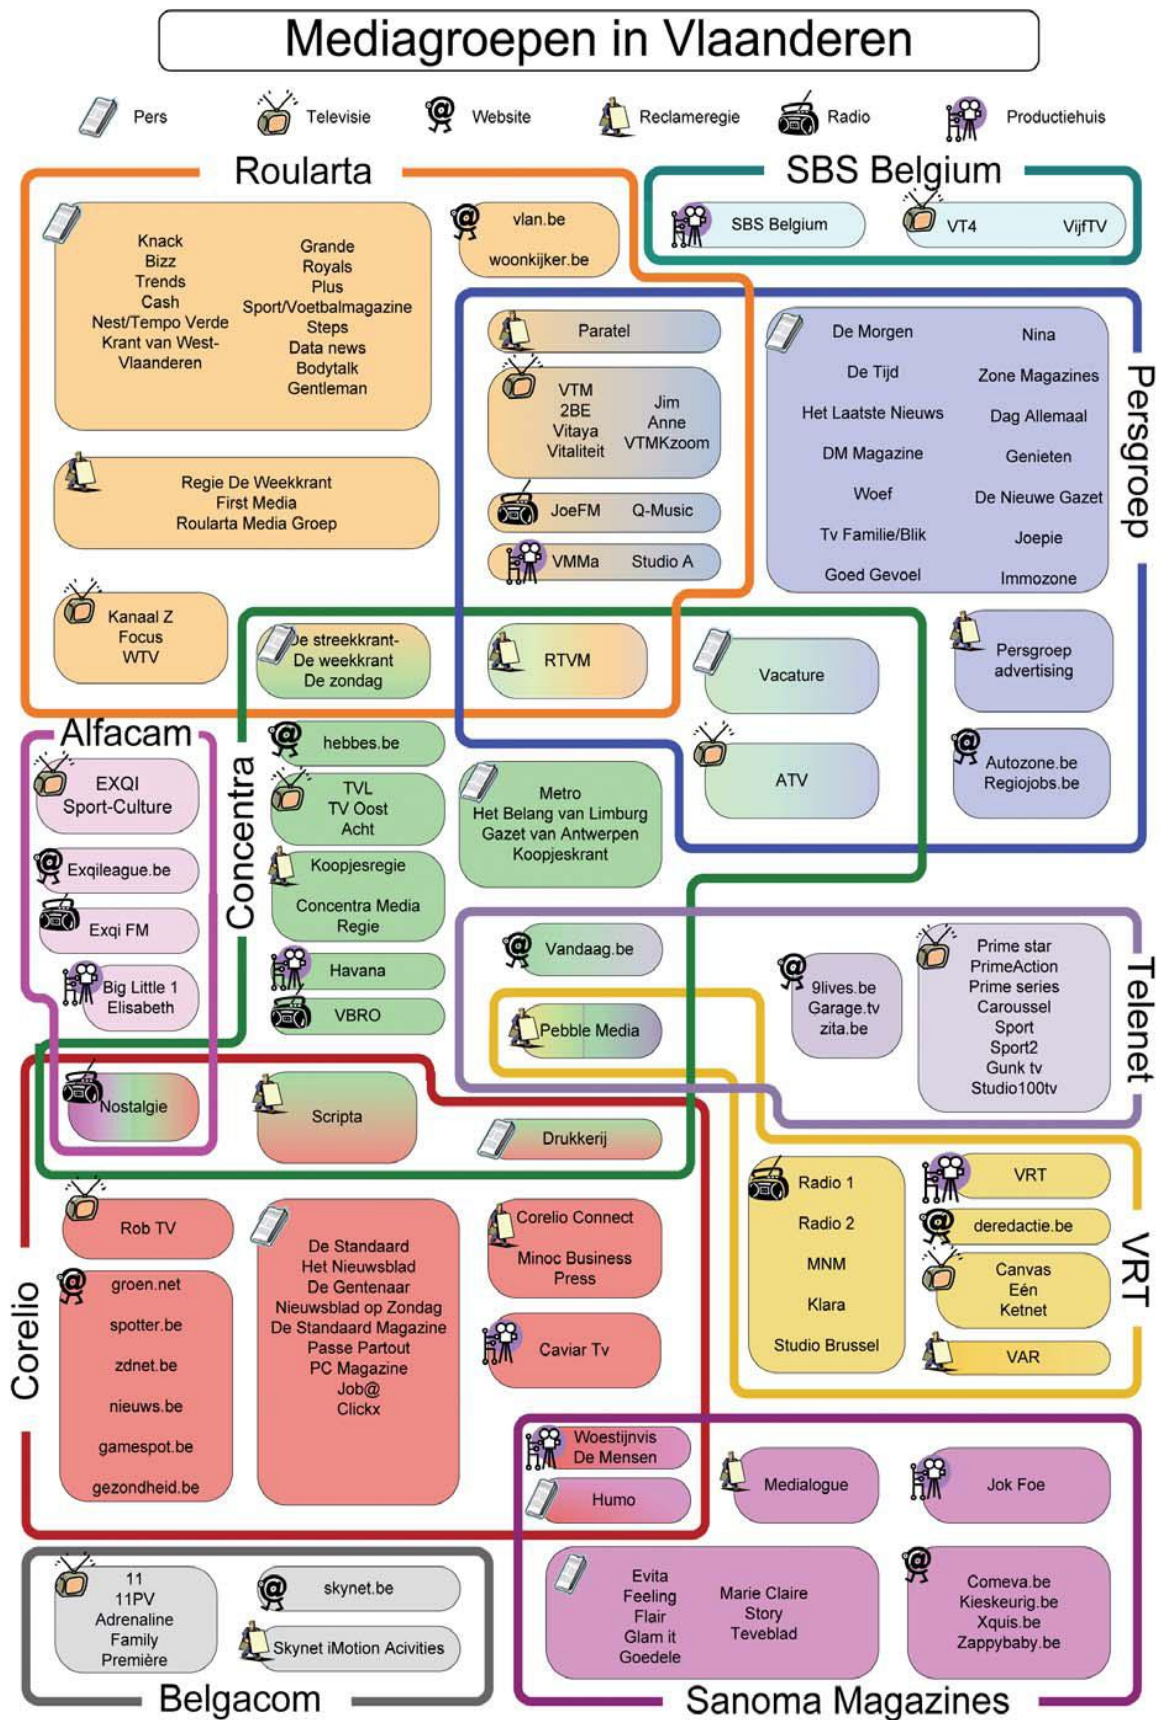 Mediagroepen in Vlaanderen
Pers
Televisie
Website
Reclameregie
Radio
Productiehuis
Roularta
Knack
Bizz
Trends
Cash
Nest/Tempo Verde
Krant van West-
Vlaanderen
Grande
Royals
Plus
Sport/Voetbalmagazine
Steps
Data news
Bodytalk
Gentleman
vlan.be
woonkijker.be
Regie De Weekkrant
First Media
Roularta Media Groep
Kanaal Z
Focus
WTV
SBS Belgium
SBS Belgium
VT4
VijfTV
Paratel
VTM
2BE
Vitaya
Vitaliteit
Jim
Anne
VTMKzoom
JoeFM
Q-Music
VMMa
Studio A
Persgroep
De Morgen
De Tijd
Het Laatste Nieuws
DM Magazine
Woef
Tv Familie/Blik
Goed Gevoel
Nina
Zone Magazines
Dag Allemaal
Genieten
De Nieuwe Gazet
Joepie
Immozone
De streekkrant-
De weekkrant
De zondag
RTVM
Vacature
Persgroep
advertising
ATV
Autozone.be
Regiojobs.be
Alfacam
EXQI
Sport-Culture
Exqileague.be
Exqi FM
Big Little 1
Elisabeth
Concentra
hebbes.be
TVL
TV Oost
Acht
Koopjesregie
Concentra Media
Regie
Havana
VBRO
Metro
Het Belang van Limburg
Gazet van Antwerpen
Koopjeskrant
Telenet
Vandaag.be
Pebble Media
9lives.be
Garage.tv
zita.be
Prime star
PrimeAction
Prime series
Caroussel
Sport
Sport2
Gunk tv
Studio100tv
Nostalgie
Scripta
Drukkerij
VRT
Radio 1
Radio 2
MNM
Klara
Studio Brussel
VRT
deredactie.be
Canvas
Eén
Ketnet
VAR
Corelio
Rob TV
groen.net
spotter.be
zdnet.be
nieuws.be
gamespot.be
gezondheid.be
De Standaard
Het Nieuwsblad
De Gentenaar
Nieuwsblad op Zondag
De Standaard Magazine
Passe Partout
PC Magazine
Job@
Clickx
Corelio Connect
Minoc Business
Press
Caviar Tv
Woestijnvis
De Mensen
Humo
Medialogue
Jok Foe
Evita
Feeling
Flair
Glam it
Goedele
Marie Claire
Story
Teveblad
Comeva.be
Kieskeurig.be
Xquis.be
Zappybaby.be
Sanoma Magazines
11
11PV
Adrenaline
Family
Première
skynet.be
Skynet iMotion Acivities
Belgacom